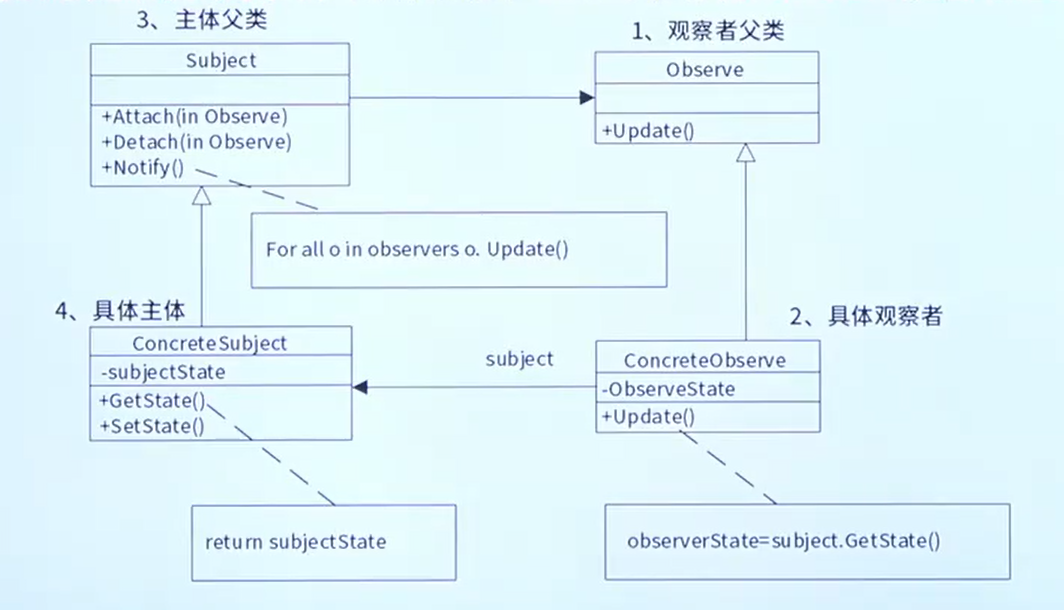 3、主体父类
Subject
+Attach(in Observe)
+Detach(in Observe)
+Notify()
1、观察者父类
Observe
+Update()
For all o in observers o. Update()
4、具体主体
ConcreteSubject
-subjectState
+GetState()
+SetState()
subject
2、具体观察者
ConcreteObserve
-ObserveState
+Update()
return subjectState
observerState=subject.GetState()